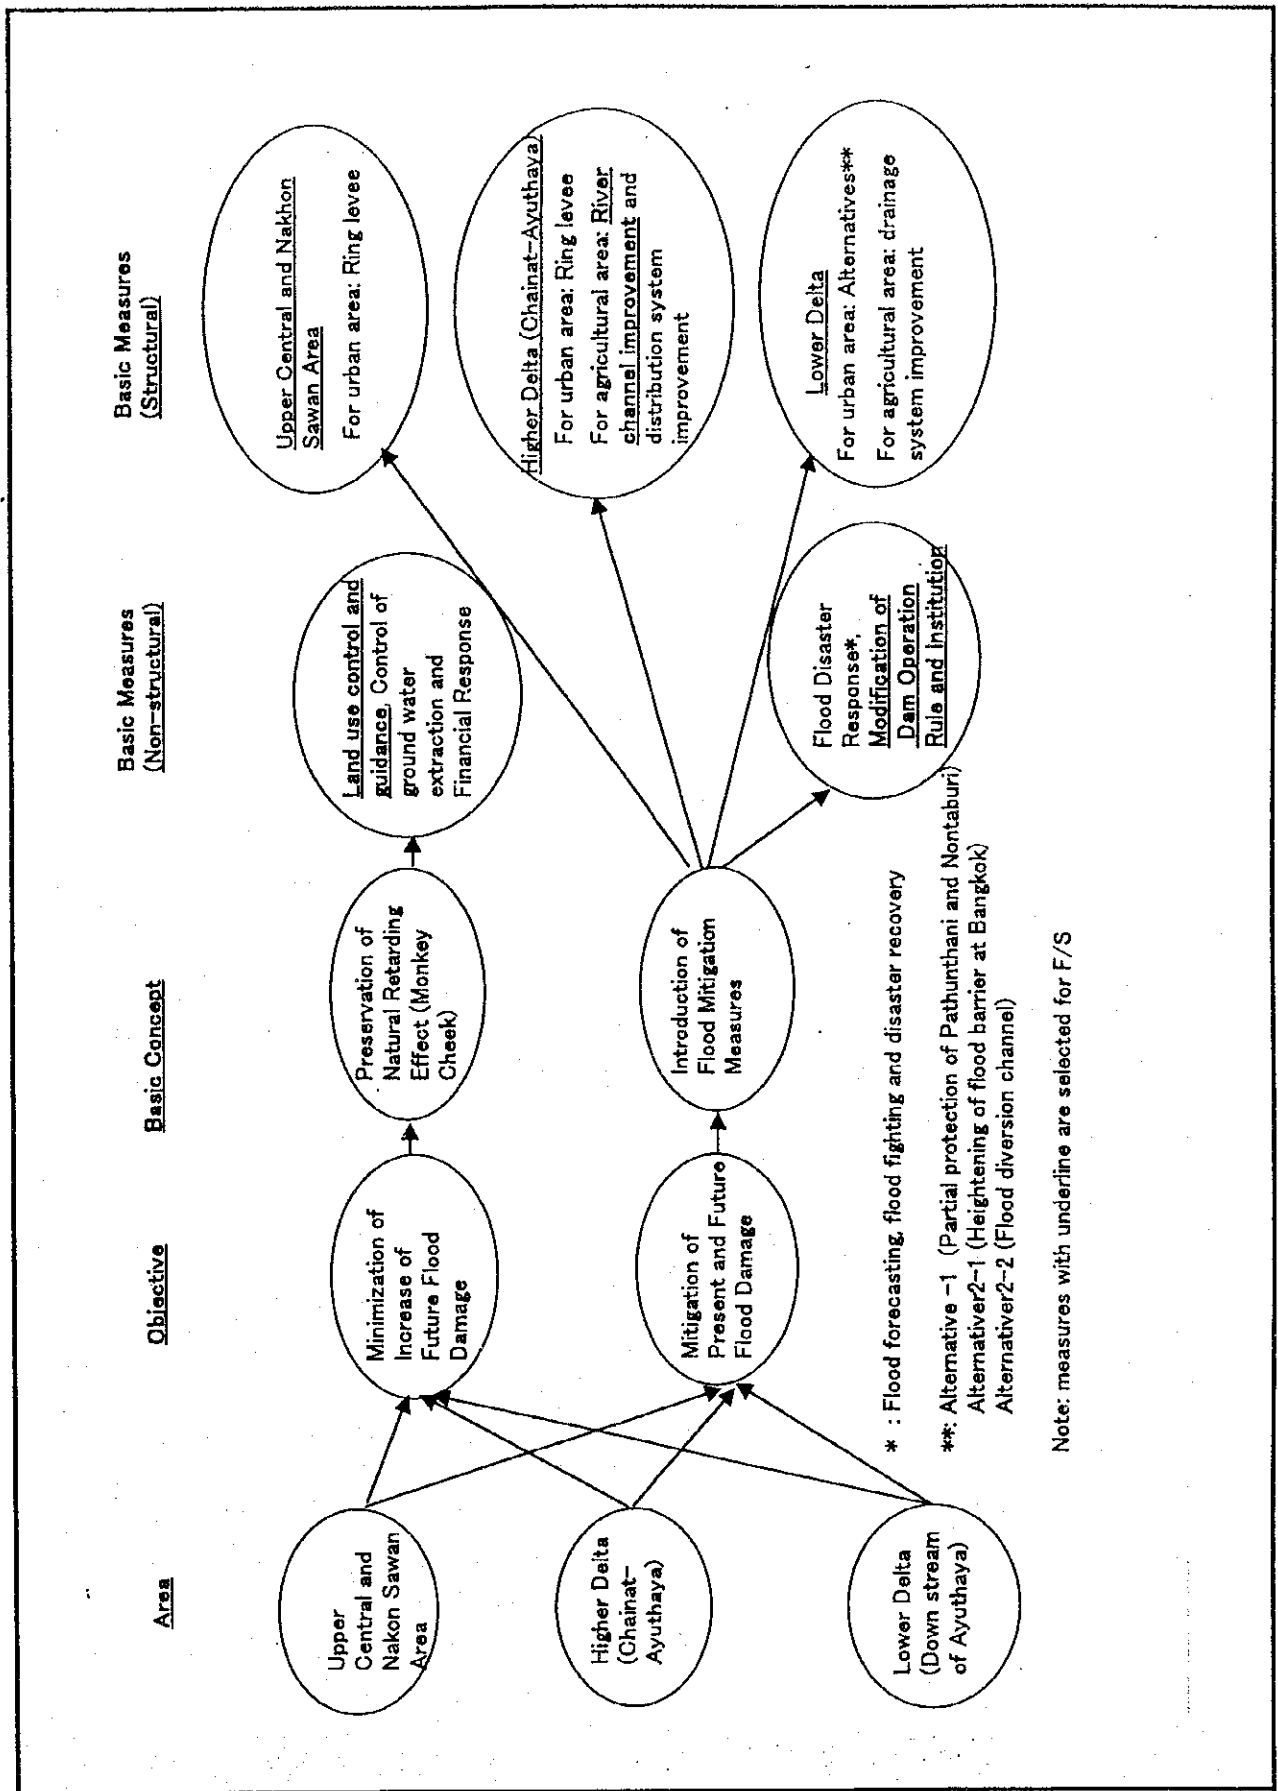 Area
Objective
Basic Concept
Basic Measures
(Non-structural)
Basic Measures
(Structural)
Upper
Central and
Nakon Sawan
Area
Higher Delta
(Chainat-
Ayuthaya)
Lower Delta
(Down stream
of Ayuthaya)
Minimization of
Increase of
Future Flood
Damage
Mitigation of
Present and Future
Flood Damage
Preservation of
Natural Retarding
Effect (Monkey
Cheek)
Introduction of
Flood Mitigation
Measures
Land use control and
guidance, Control of
ground water
extraction and
Financial Response
Flood Disaster
Response*,
Modification of
Dam Operation
Rule and Institution
Upper Central and Nakhon
Sawan Area
For urban area: Ring levee
Higher Delta (Chainat-Ayuthaya)
For urban area: Ring levee
For agricultural area: River
channel improvement and
distribution system
improvement
Lower Delta
For urban area: Alternatives**
For agricultural area: drainage
system improvement
* : Flood forecasting, flood fighting and disaster recovery
**: Alternative -1 (Partial protection of Pathunthani and Nontaburi)
Alternativer2-1 (Heightening of flood barrier at Bangkok)
Alternativer2-2 (Flood diversion channel)
Note: measures with underline are selected for F/S